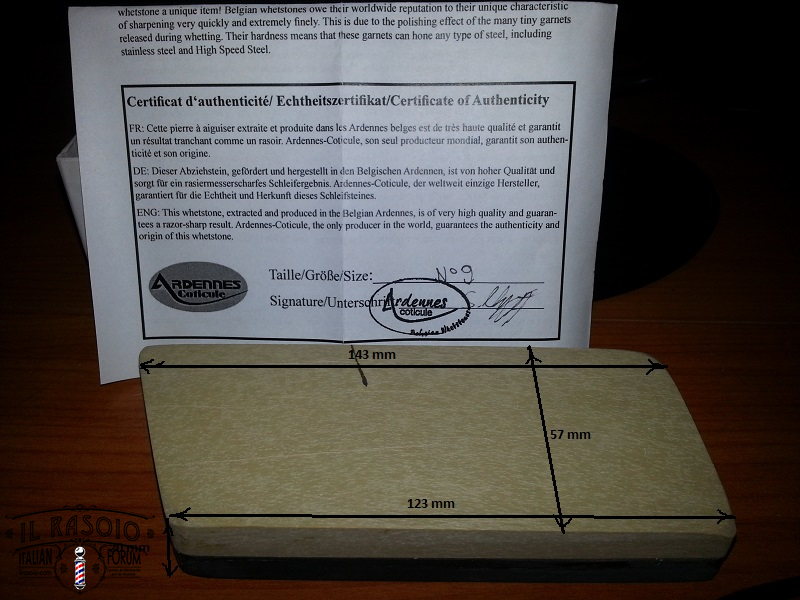 whetstone a unique item! Belgian whetstones owe their worldwide reputation to their unique characteristic
of sharpening very quickly and extremely finely. This is due to the polishing effect of the many tiny garnets
released during whetting. Their hardness means that these garnets can hone any type of steel, including
stainless steel and High Speed Steel.
Certificat d'authenticité/ Echtheitszertifikat/Certificate of Authenticity
FR: Cette pierre à aiguiser extraite et produite dans les Ardennes belges est de très haute qualité et garantit
un résultat tranchant comme un rasoir. Ardennes-Coticule, son seul producteur mondial, garantit son authen-
ticité et son origine.
DE: Dieser Abziehstein, gefördert und hergestellt in den Belgischen Ardennen, ist von hoher Qualität und
sorgt für ein rasiermesserscharfes Schleifergebnis. Ardennes-Coticule, der weltweit einzige Hersteller,
garantiert für die Echtheit und Herkunft dieses Schleifsteines.
ENG: This whetstone, extracted and produced in the Belgian Ardennes, is of very high quality and guaran-
tees a razor-sharp result. Ardennes-Coticule, the only producer in the world, guarantees the authenticity and
origin of this whetstone.
ARDENNES
Coticule
Taille/Größe/Size: N°9
Signature/Unterschri
Ardennes
coticule
Belgian Whetstones
143 mm
57 mm
123 mm
IL RASOIO
ITALIAN FORUM